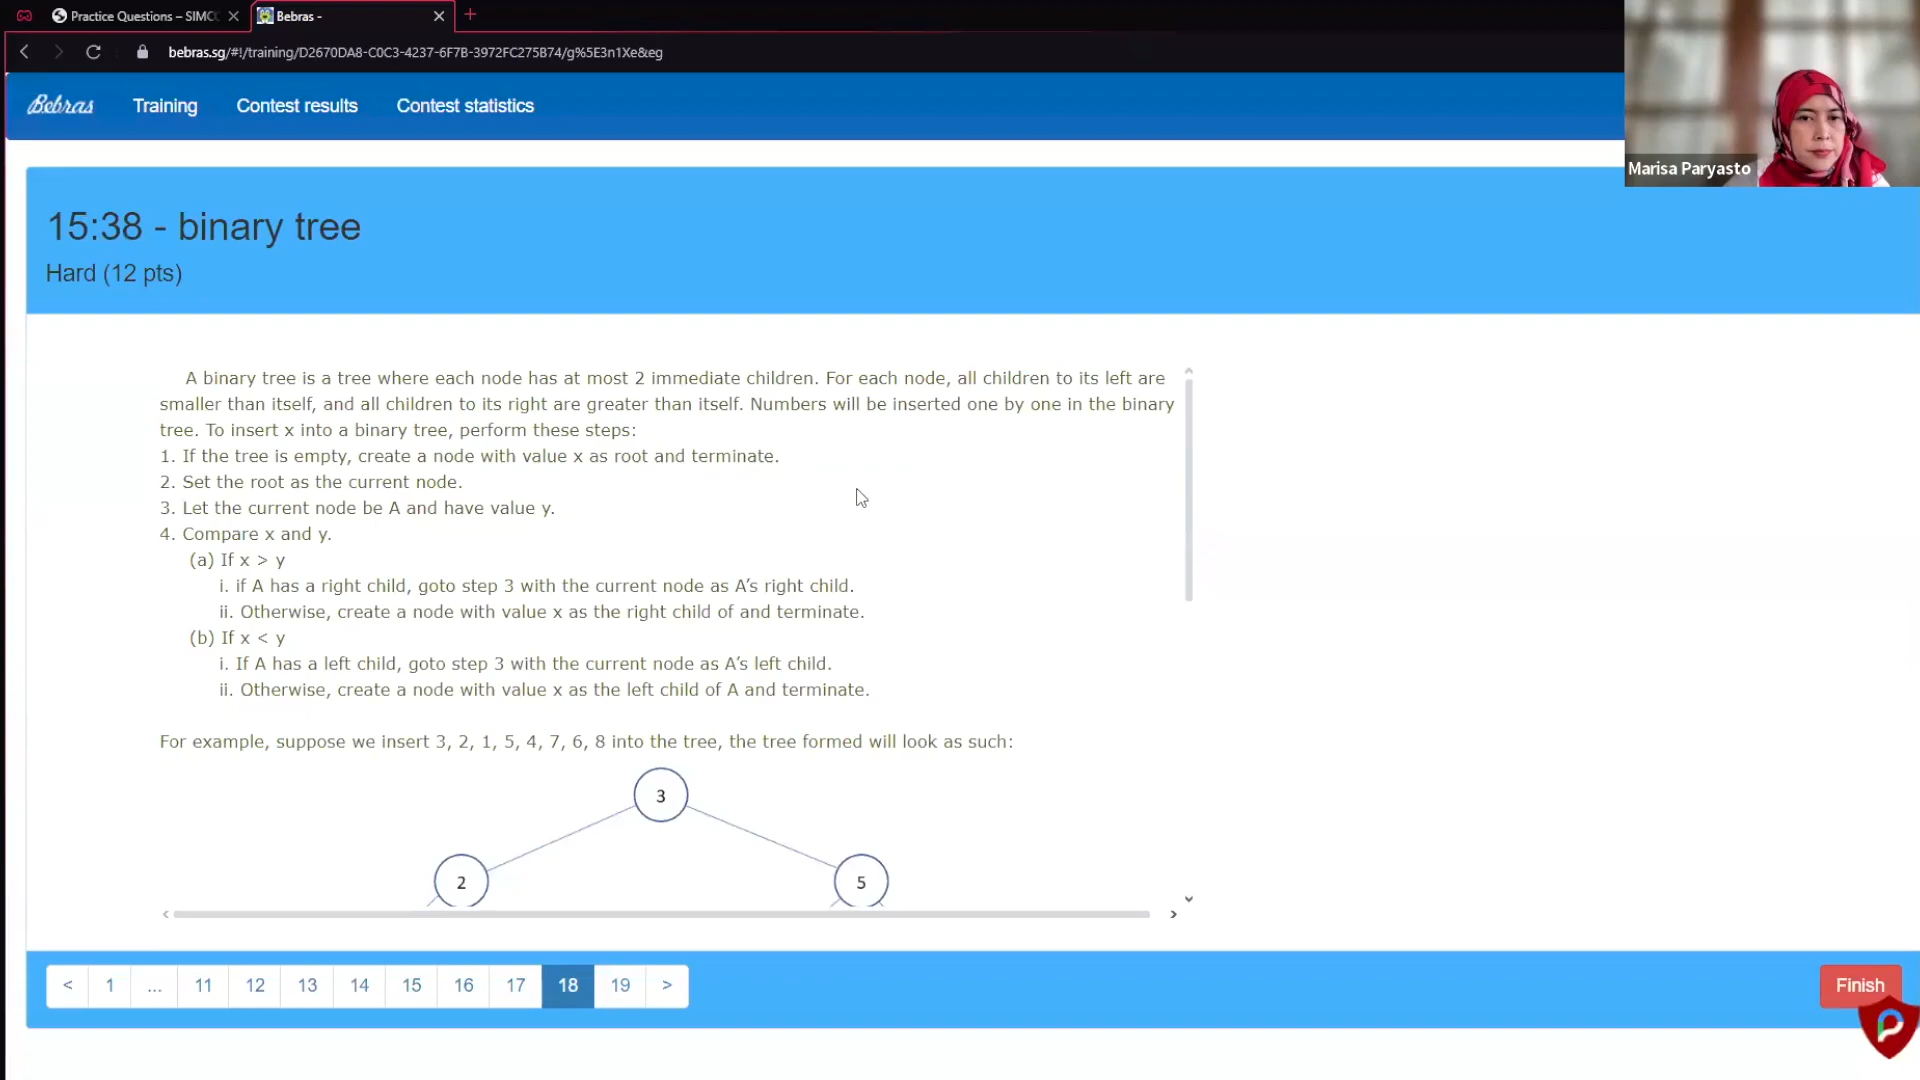 Practice Questions – SIMCC
Bebras -
bebras.sg/#!/training/D2670DA8-C0C3-4237-6F7B-3972FC275B74/g%5E3n1Xe&eg
Bebras Training Contest results Contest statistics
Marisa Paryasto
15:38 - binary tree
Hard (12 pts)
A binary tree is a tree where each node has at most 2 immediate children. For each node, all children to its left are
smaller than itself, and all children to its right are greater than itself. Numbers will be inserted one by one in the binary
tree. To insert x into a binary tree, perform these steps:
1. If the tree is empty, create a node with value x as root and terminate.
2. Set the root as the current node.
3. Let the current node be A and have value y.
4. Compare x and y.
(a) If x > y
i. if A has a right child, goto step 3 with the current node as A’s right child.
ii. Otherwise, create a node with value x as the right child of and terminate.
(b) If x < y
i. If A has a left child, goto step 3 with the current node as A’s left child.
ii. Otherwise, create a node with value x as the left child of A and terminate.
For example, suppose we insert 3, 2, 1, 5, 4, 7, 6, 8 into the tree, the tree formed will look as such:
3
2 5
< 1 ... 11 12 13 14 15 16 17 18 19 >
Finish